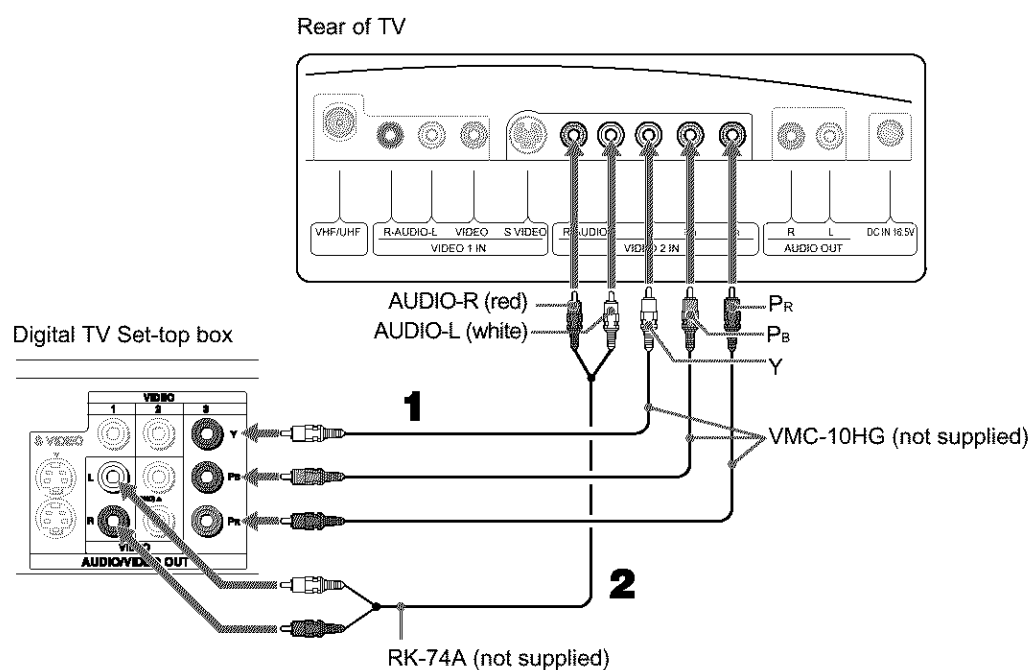 Rear of TV
VHF/UHF
R-AUDIO-L VIDEO S VIDEO
VIDEO 1 IN
VIDEO 2 IN
R L
AUDIO OUT
DC IN 16.5V
AUDIO-R (red)
AUDIO-L (white)
PR
PB
Y
Digital TV Set-top box
VIDEO
1 2 3
S VIDEO
Y
L
PB
R
PR
VIDEO
AUDIO/VIDEO OUT
1
VMC-10HG (not supplied)
2
RK-74A (not supplied)